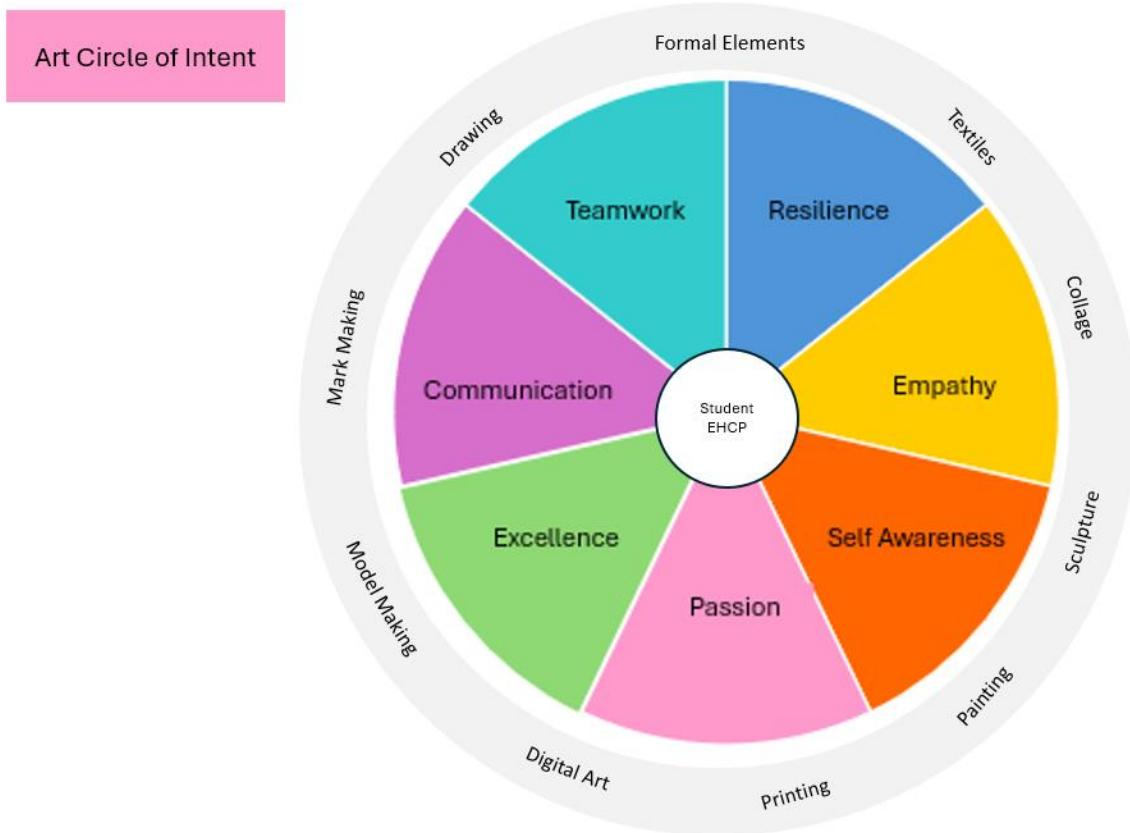 Art Circle of Intent
Formal Elements
Textiles
Collage
Sculpture
Painting
Printing
Digital Art
Model Making
Mark Making
Drawing
Teamwork
Resilience
Empathy
Self Awareness
Passion
Excellence
Communication
Student
EHCP